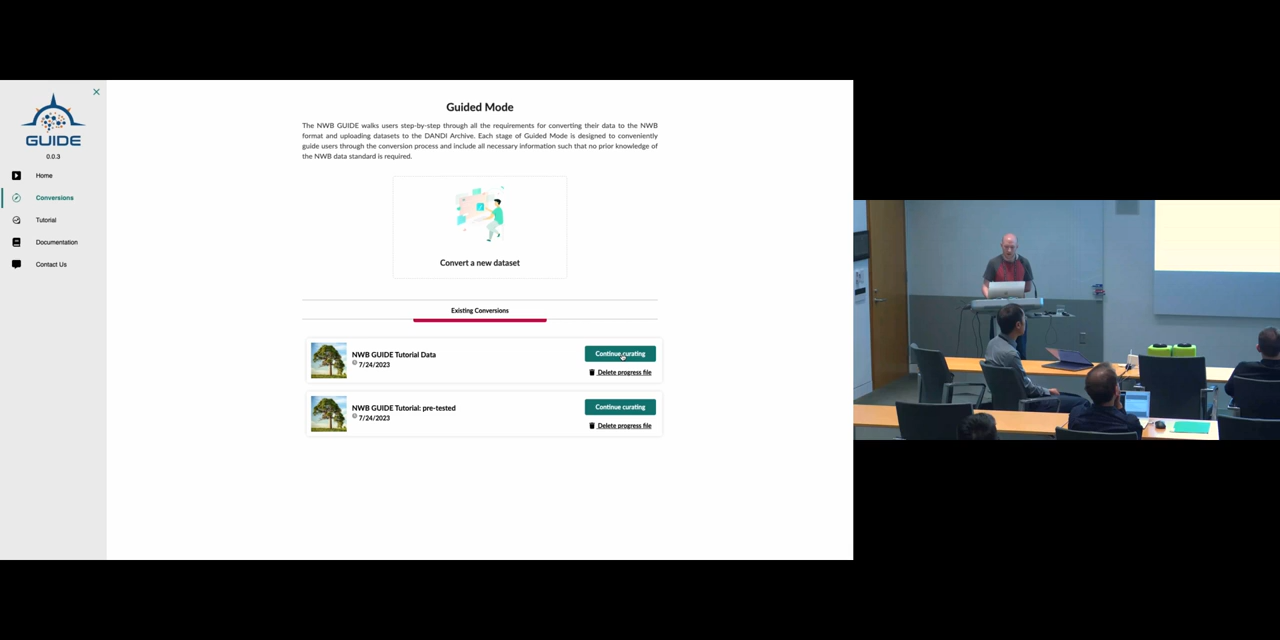 GUIDE
0.0.3
Home
Conversions
Tutorial
Documentation
Contact Us
Guided Mode
The NWB GUIDE walks users step-by-step through all the requirements for converting their data to the NWB
format and uploading datasets to the DANDI Archive. Each stage of Guided Mode is designed to conveniently
guide users through the conversion process and include all necessary information such that no prior knowledge of
the NWB data standard is required.
Convert a new dataset
Existing Conversions
NWB GUIDE Tutorial Data
7/24/2023
Continue curating
Delete progress file
NWB GUIDE Tutorial: pre-tested
7/24/2023
Continue curating
Delete progress file